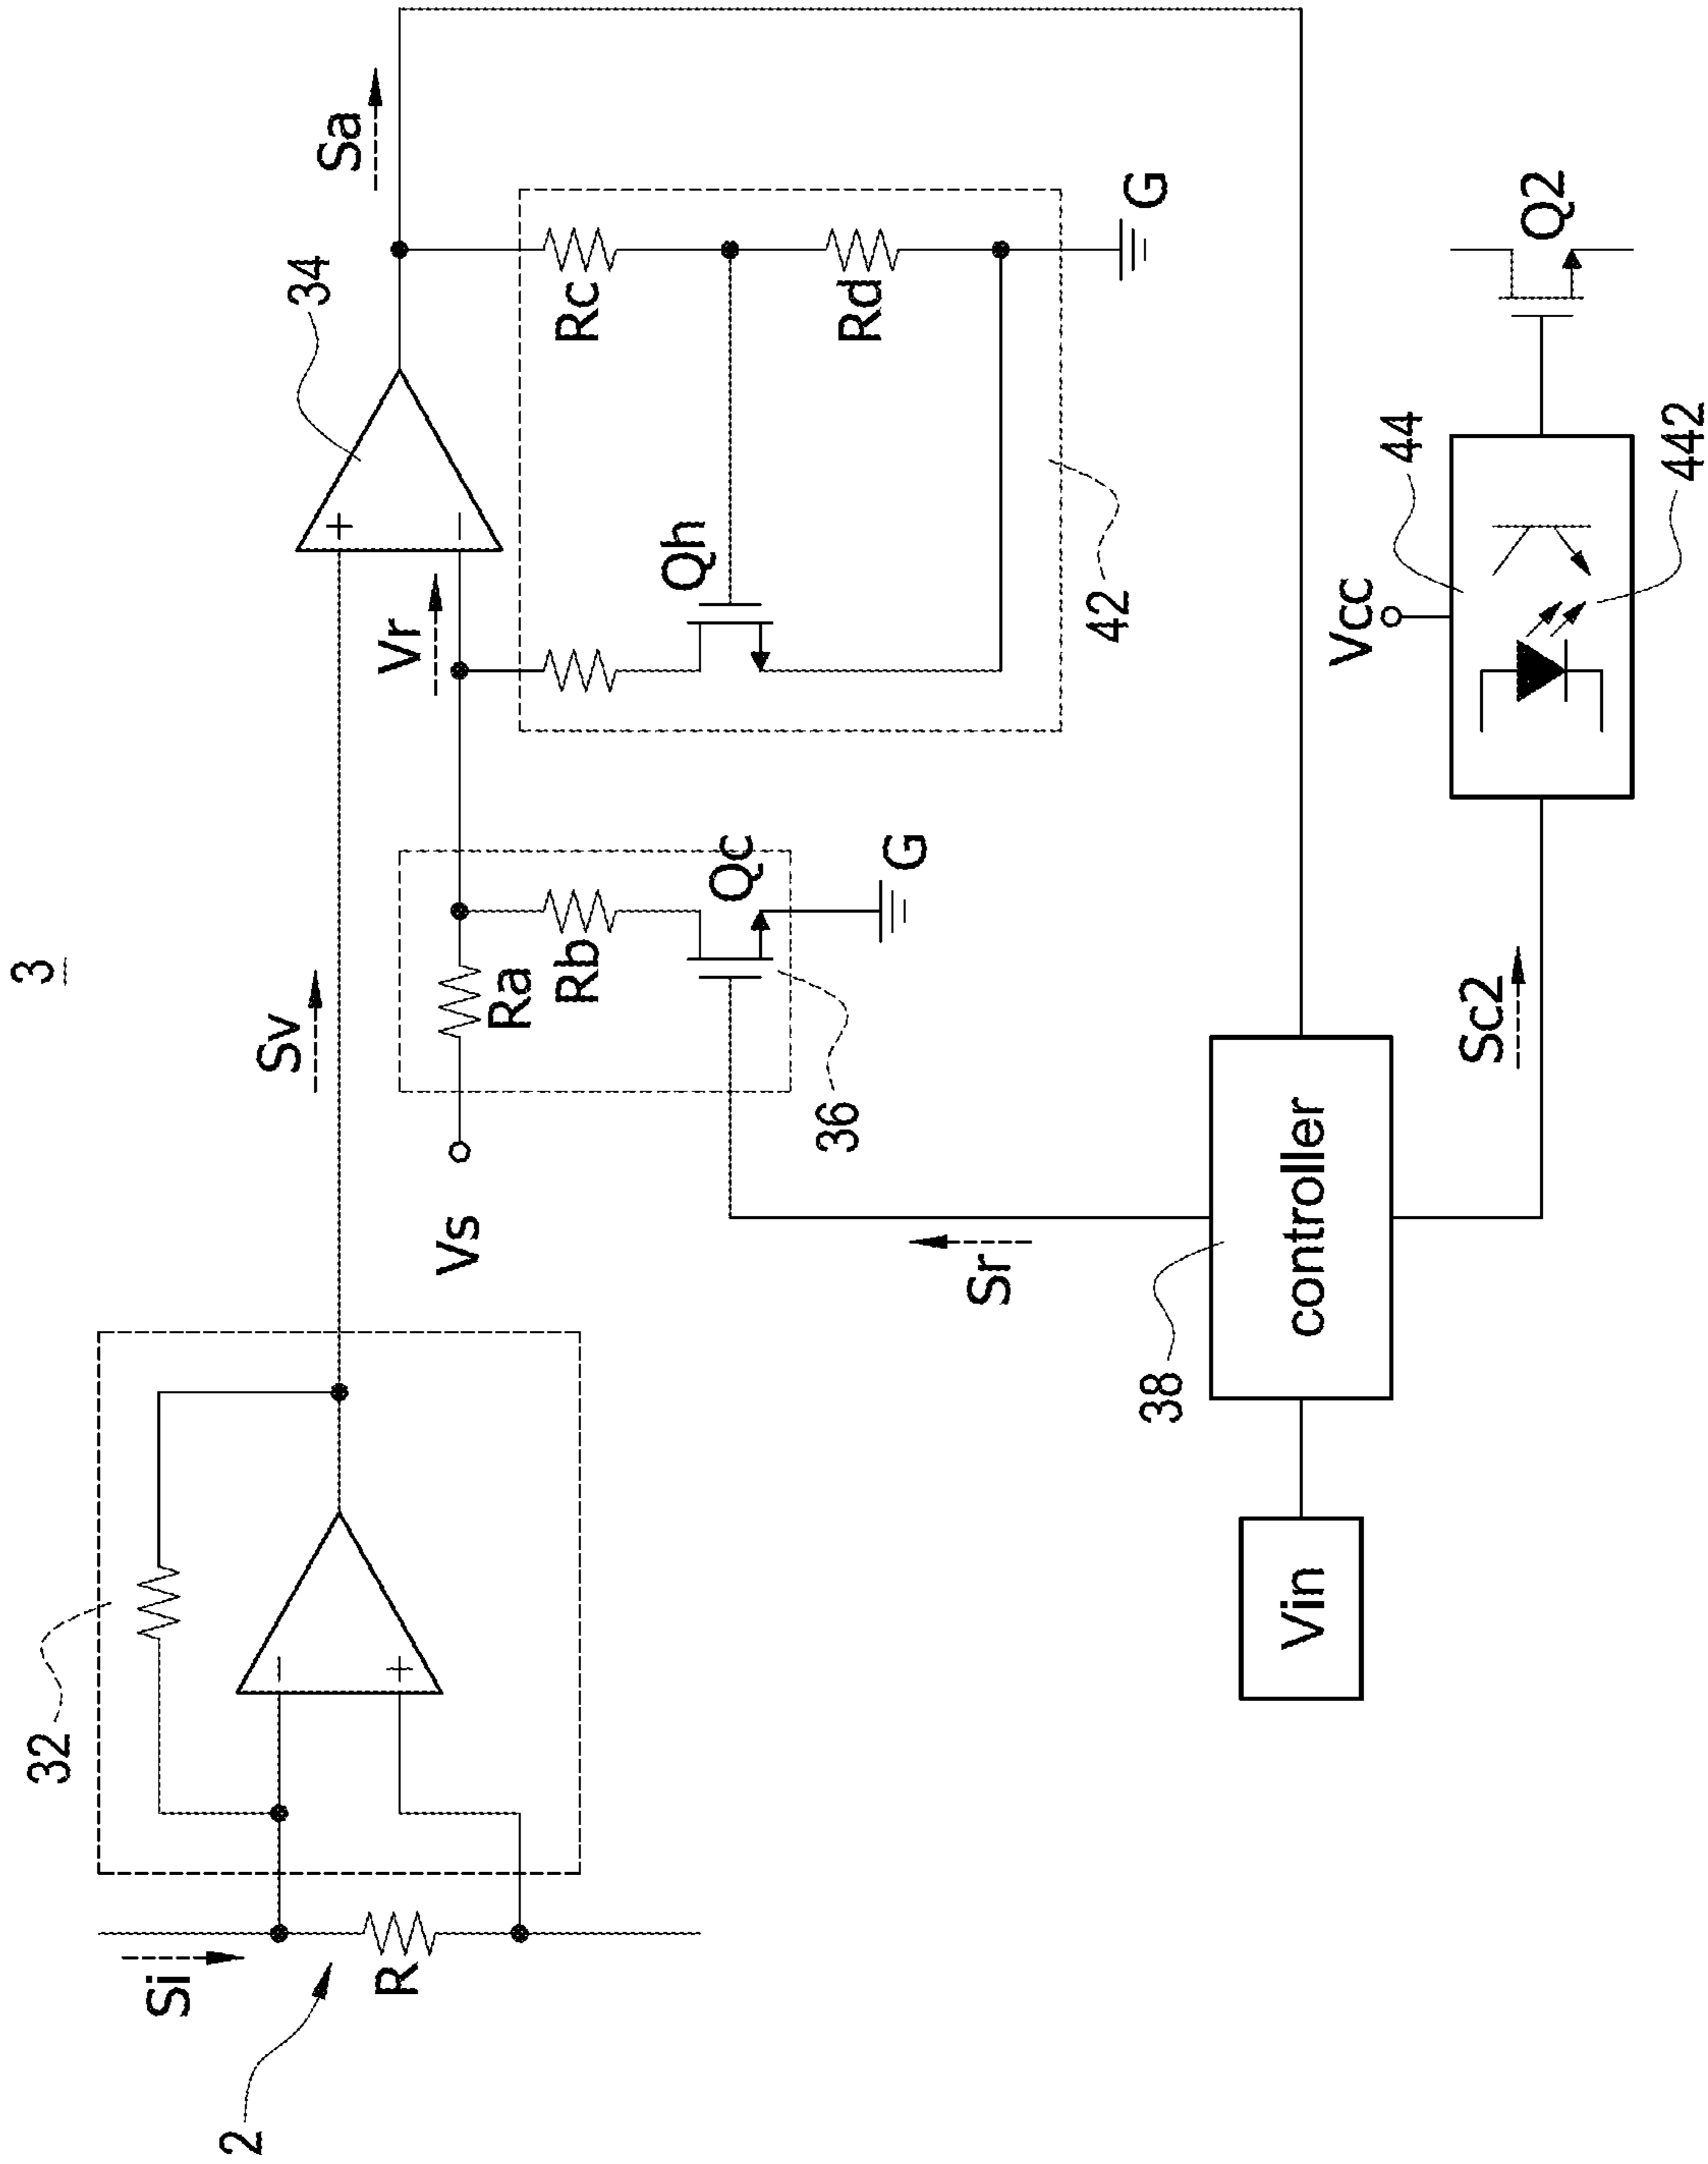 3
32
Si
2
R
Sv
34
Sa
+
−
−
+
Vr
Vs
Ra
Rb
Qc
36
G
Qh
Rc
Rd
42
G
Sr
38
controller
Vin
Sc2
Vcc
44
442
Q2